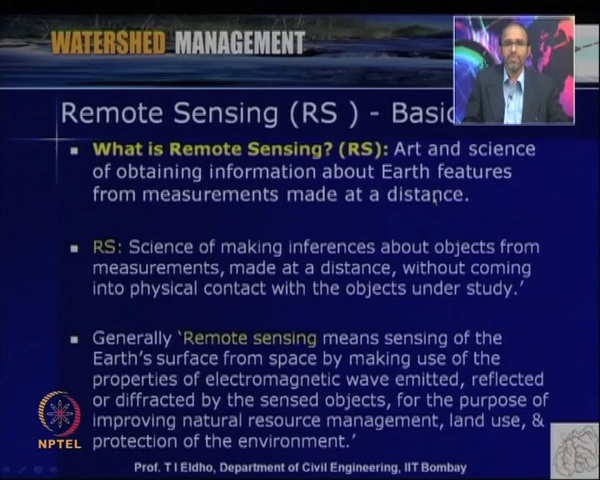 WATERSHED MANAGEMENT
Remote Sensing (RS ) - Basic
What is Remote Sensing? (RS): Art and science
of obtaining information about Earth features
from measurements made at a distance.
RS: Science of making inferences about objects from
measurements, made at a distance, without coming
into physical contact with the objects under study.’
Generally ‘Remote sensing means sensing of the
Earth’s surface from space by making use of the
properties of electromagnetic wave emitted, reflected
or diffracted by the sensed objects, for the purpose of
improving natural resource management, land use, &
protection of the environment.’
NPTEL
Prof. T I Eldho, Department of Civil Engineering, IIT Bombay